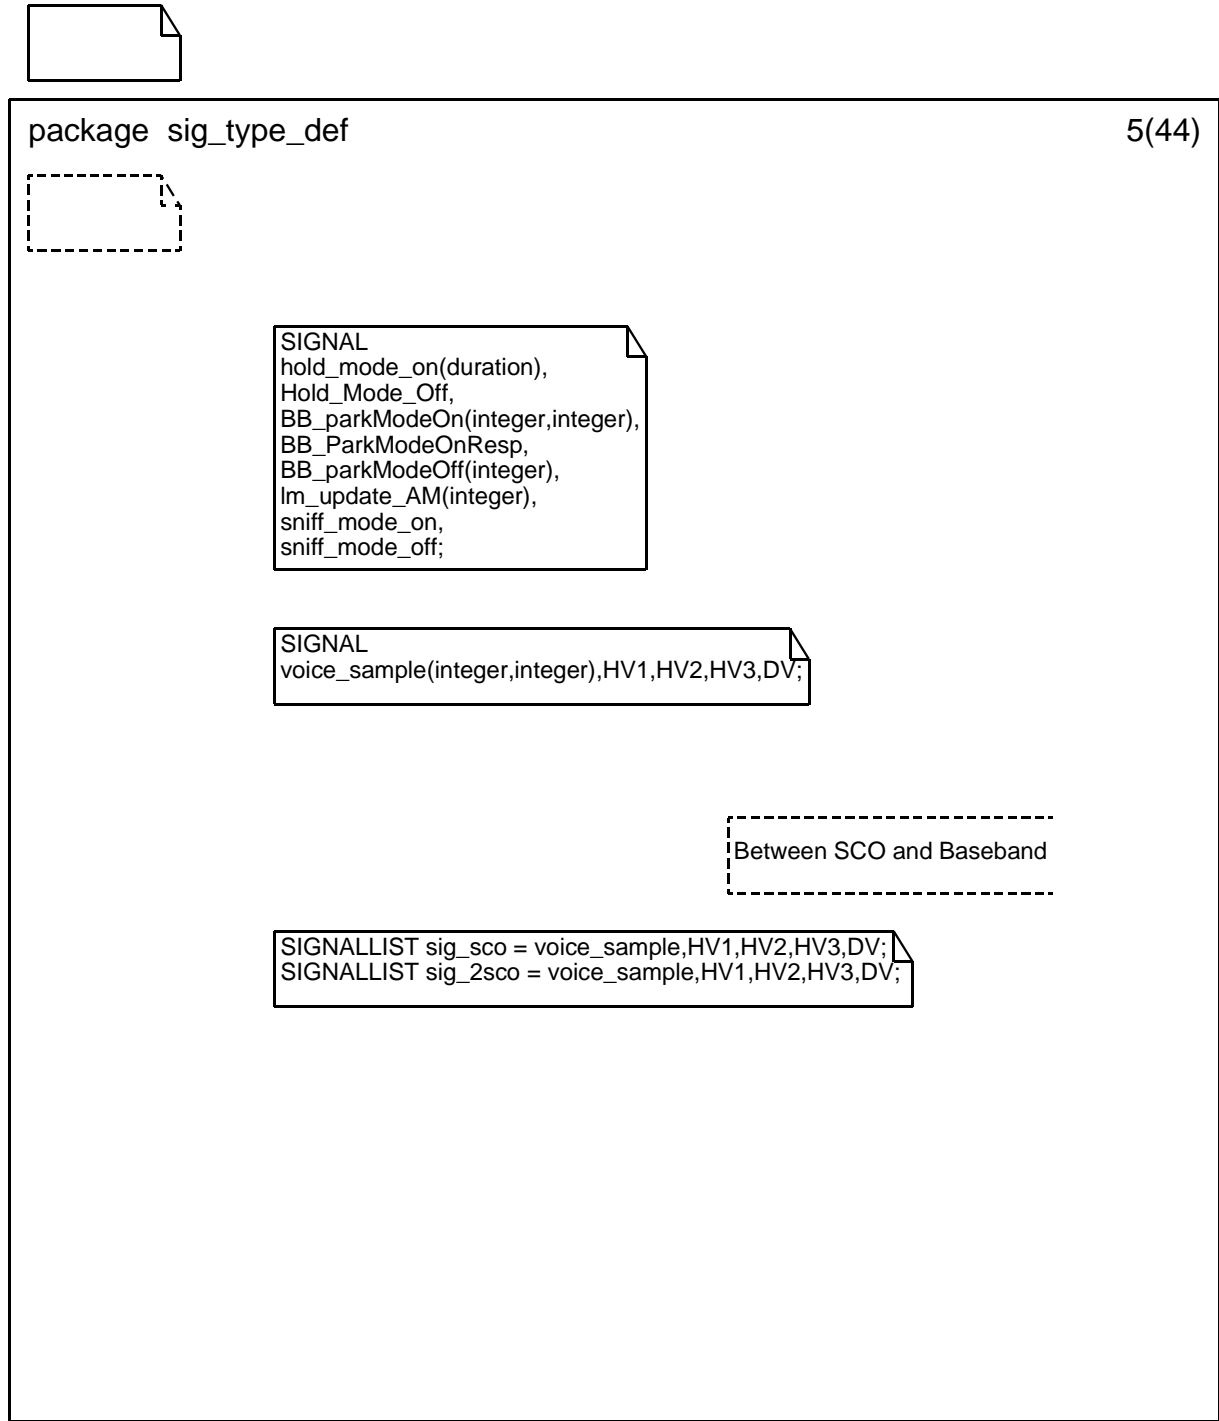 package sig_type_def 5(44)
SIGNAL
hold_mode_on(duration),
Hold_Mode_Off,
BB_parkModeOn(integer,integer),
BB_ParkModeOnResp,
BB_parkModeOff(integer),
lm_update_AM(integer),
sniff_mode_on,
sniff_mode_off;
SIGNAL
voice_sample(integer,integer),HV1,HV2,HV3,DV;
Between SCO and Baseband
SIGNALLIST sig_sco = voice_sample,HV1,HV2,HV3,DV;
SIGNALLIST sig_2sco = voice_sample,HV1,HV2,HV3,DV;